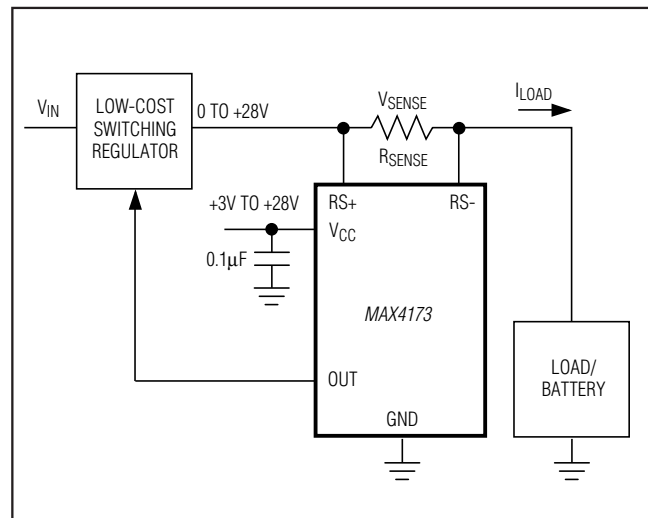 VIN
LOW-COST
SWITCHING
REGULATOR
0 TO +28V
VSENSE
RSENSE
ILOAD
+3V TO +28V
0.1µF
RS+
RS-
VCC
MAX4173
OUT
GND
LOAD/
BATTERY